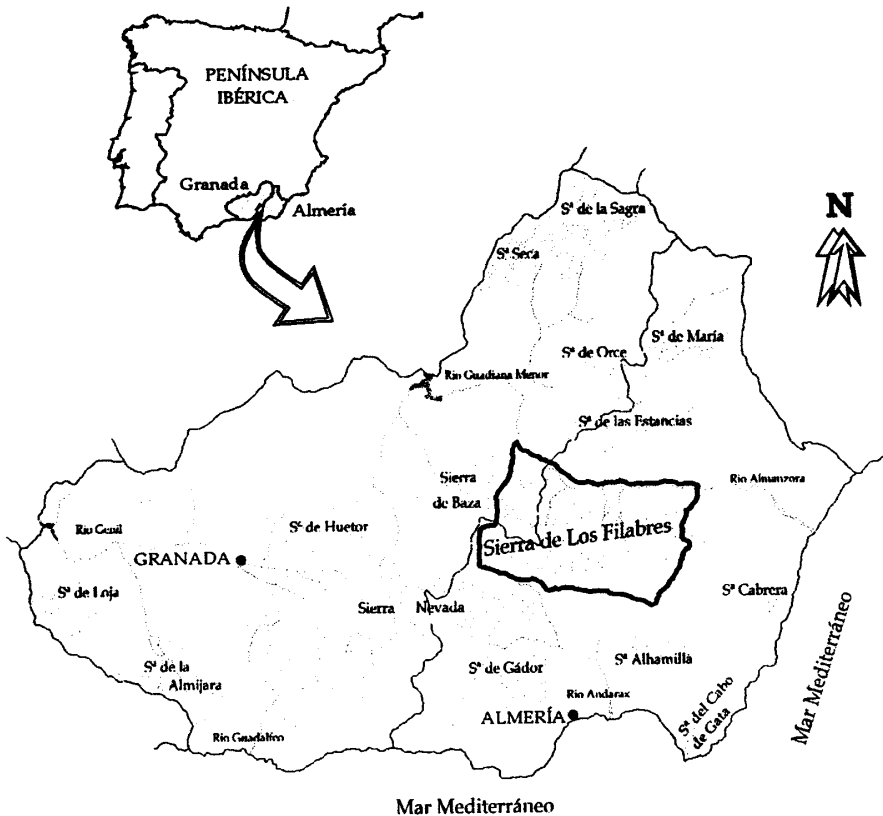 PENÍNSULA
IBÉRICA
Granada
Almería
N
Sª de la Sagra
Sª Seca
Sª de Orce
Sª de María
Río Guadiana Menor
Sª de las Estancias
Sierra
de Baza
Río Almanzora
Río Genil
Sª de Huetor
Sierra de Los Filabres
GRANADA
Sª de Loja
Sierra Nevada
Sª Cabrera
Sª de la
Almijara
Sª de Gádor
Sª Alhamilla
Río Andarax
ALMERÍA
Sª del Cabo
de Gata
Río Guadalfeo
Mar Mediterráneo
Mar Mediterráneo